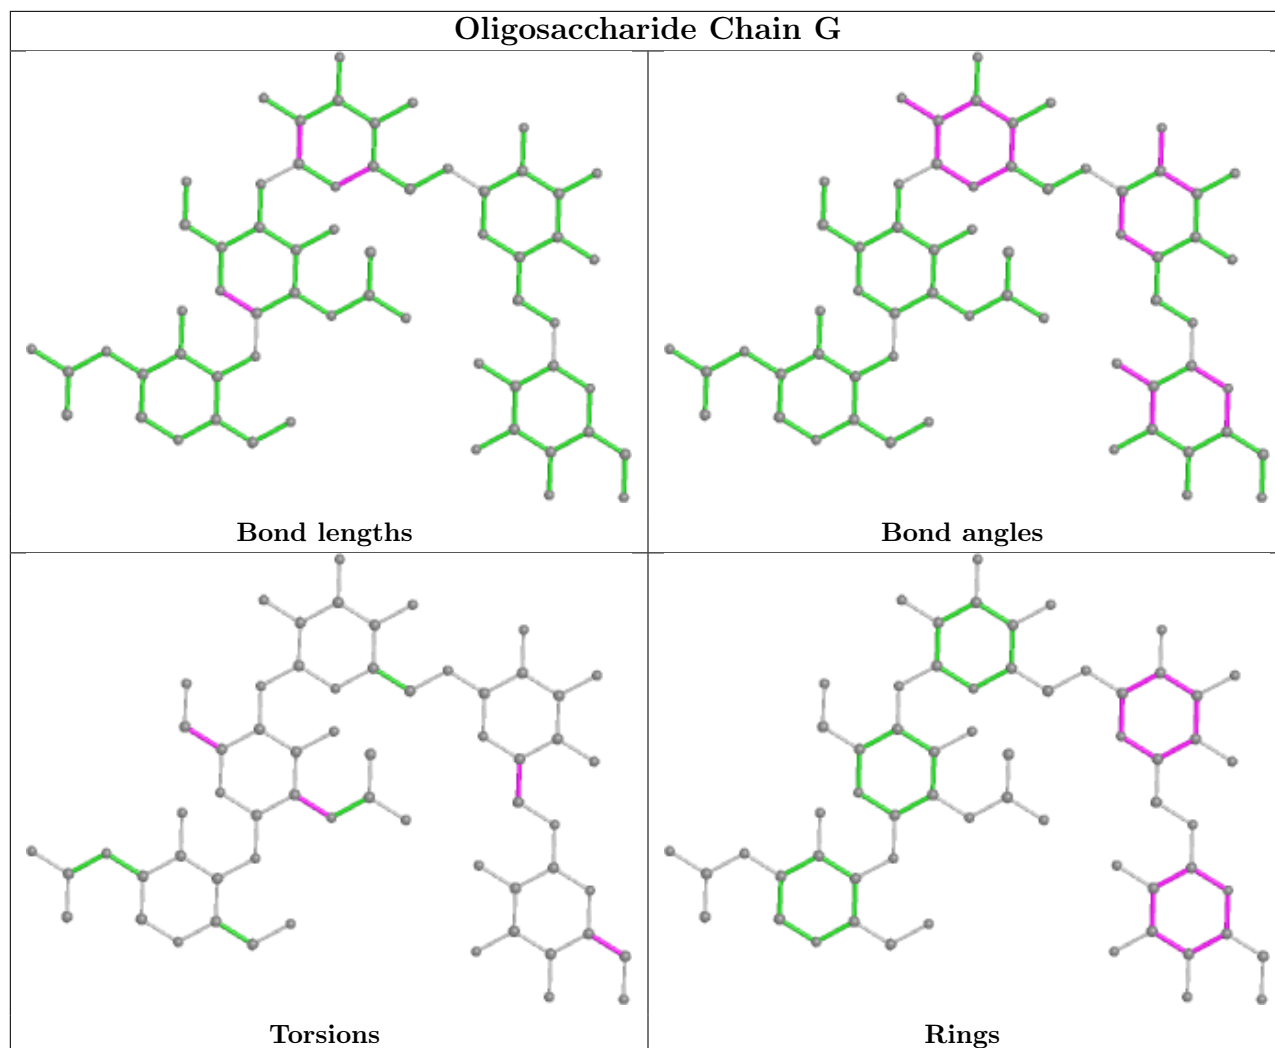 Oligosaccharide Chain G
Bond lengths
Bond angles
Torsions
Rings